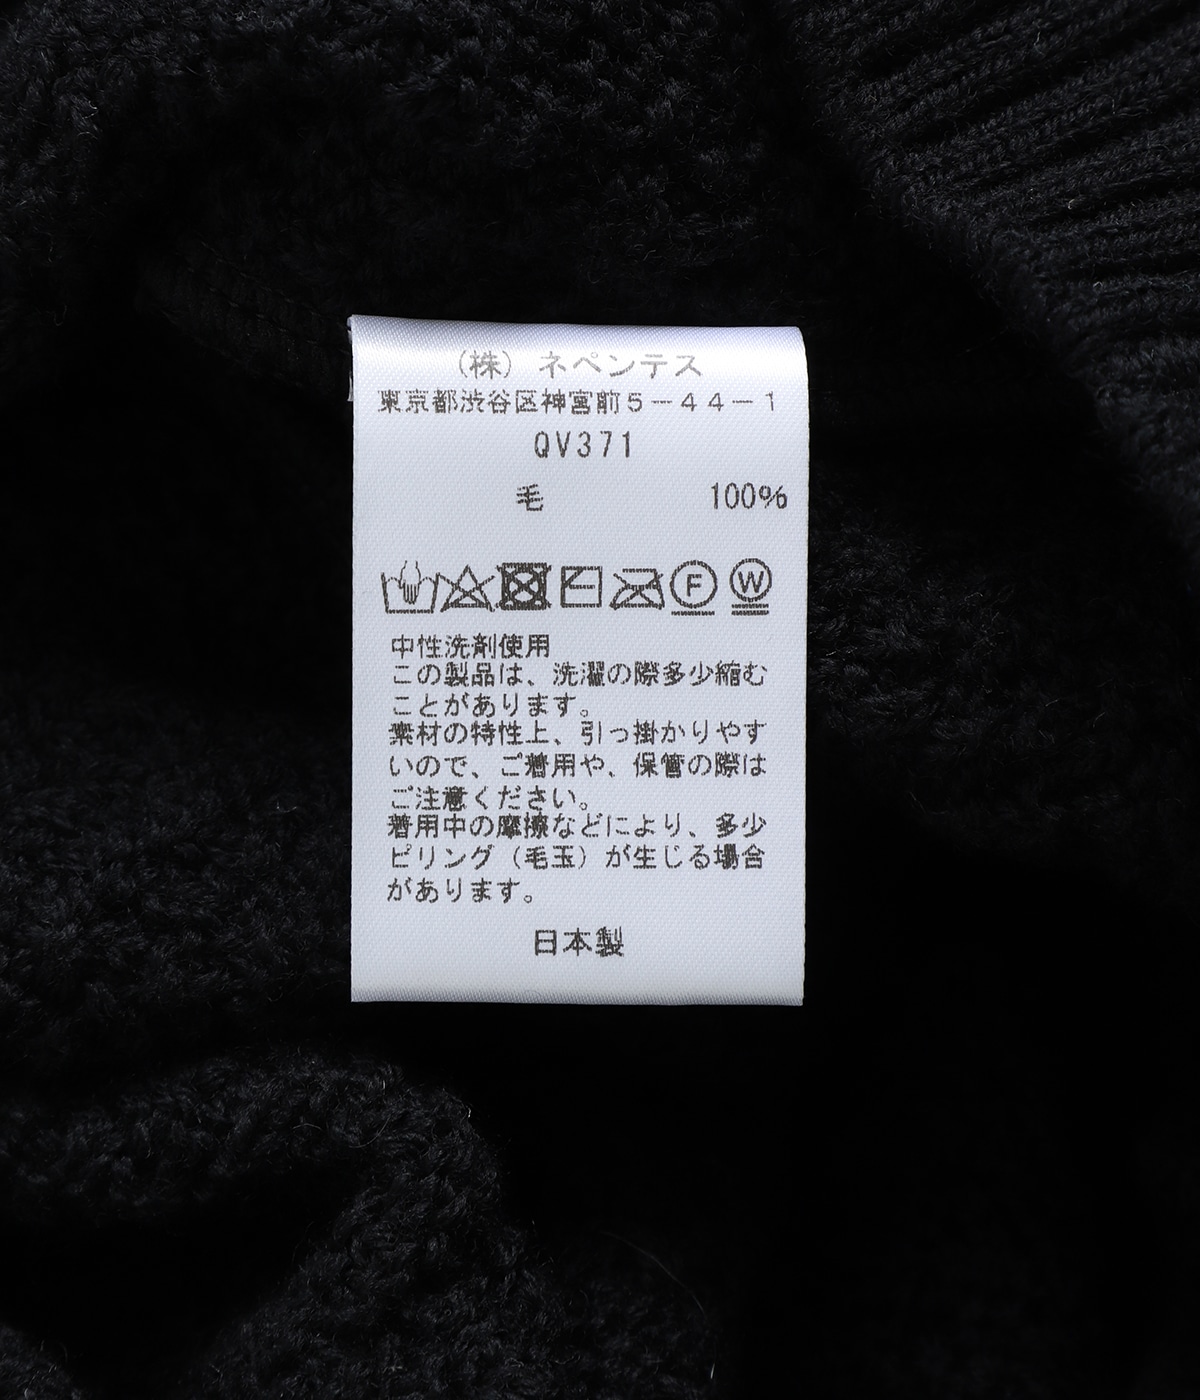 （株）ネペンテス
東京都渋谷区神宮前５－４４－１
QV371
毛 100%
F W
中性洗剤使用
この製品は、洗濯の際多少縮む
ことがあります。
素材の特性上、引っ掛かりやす
いので、ご着用や、保管の際は
ご注意ください。
着用中の摩擦などにより、多少
ピリング（毛玉）が生じる場合
があります。
日本製